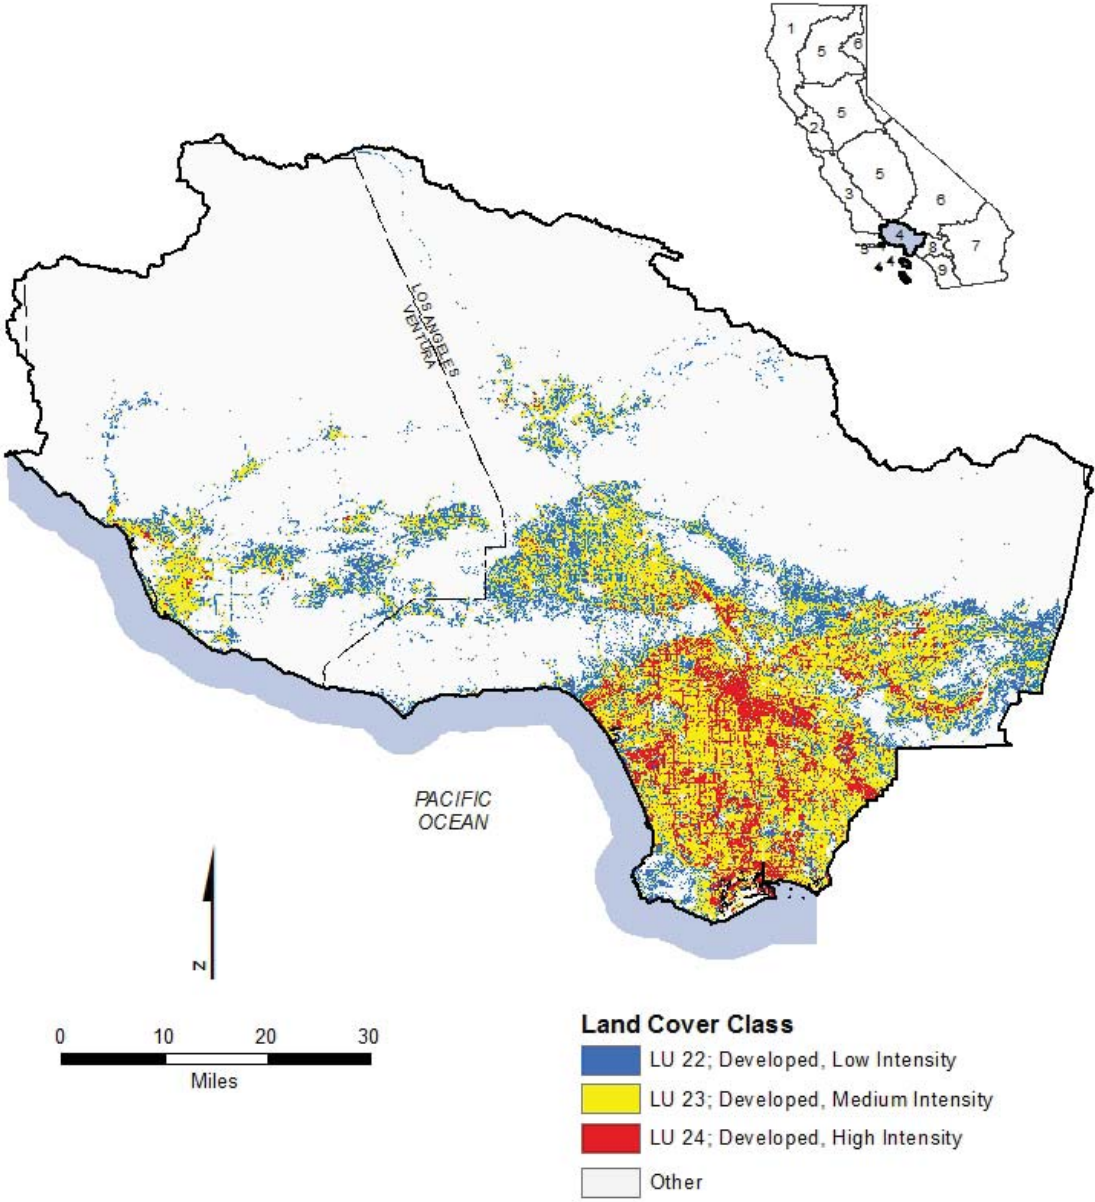 1
5
6
5
2
5
3
6
4
8
7
9
4
9
LOS ANGELES
VENTURA
PACIFIC
OCEAN
N
0 10 20 30
Miles
Land Cover Class
LU 22; Developed, Low Intensity
LU 23; Developed, Medium Intensity
LU 24; Developed, High Intensity
Other